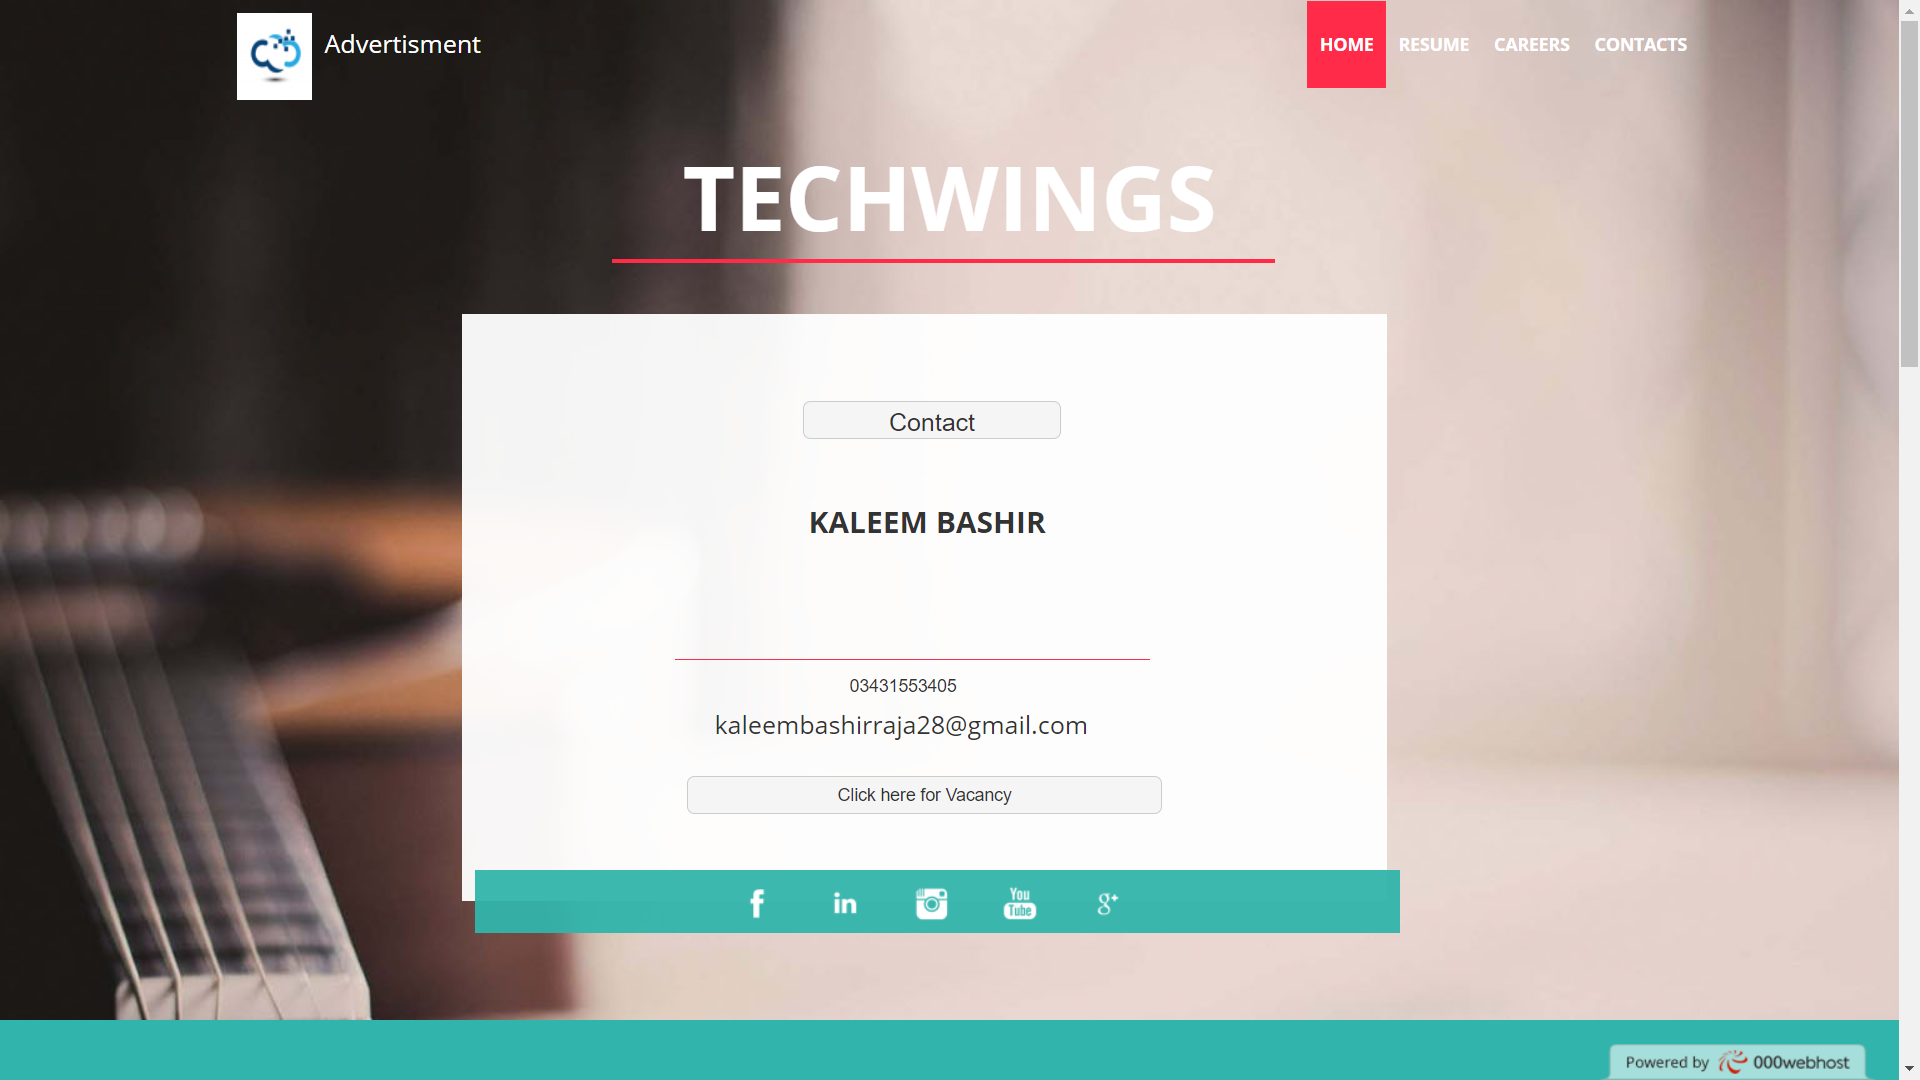 Advertisment
HOME RESUME CAREERS CONTACTS
TECHWINGS
Contact
KALEEM BASHIR
03431553405
kaleembashirraja28@gmail.com
Click here for Vacancy
f in You Tube g+
Powered by 000webhost